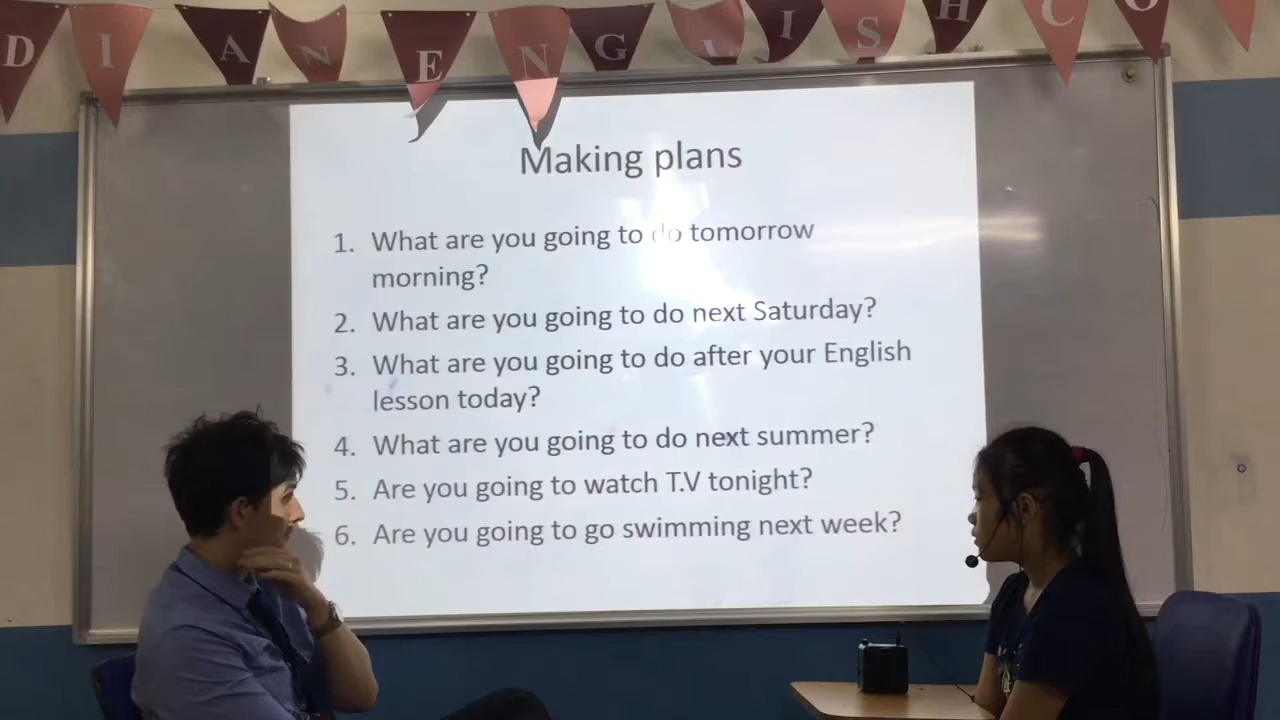 DIAN ENGLISH CO
Making plans
1. What are you going to do tomorrow
morning?
2. What are you going to do next Saturday?
3. What are you going to do after your English
lesson today?
4. What are you going to do next summer?
5. Are you going to watch T.V tonight?
6. Are you going to go swimming next week?